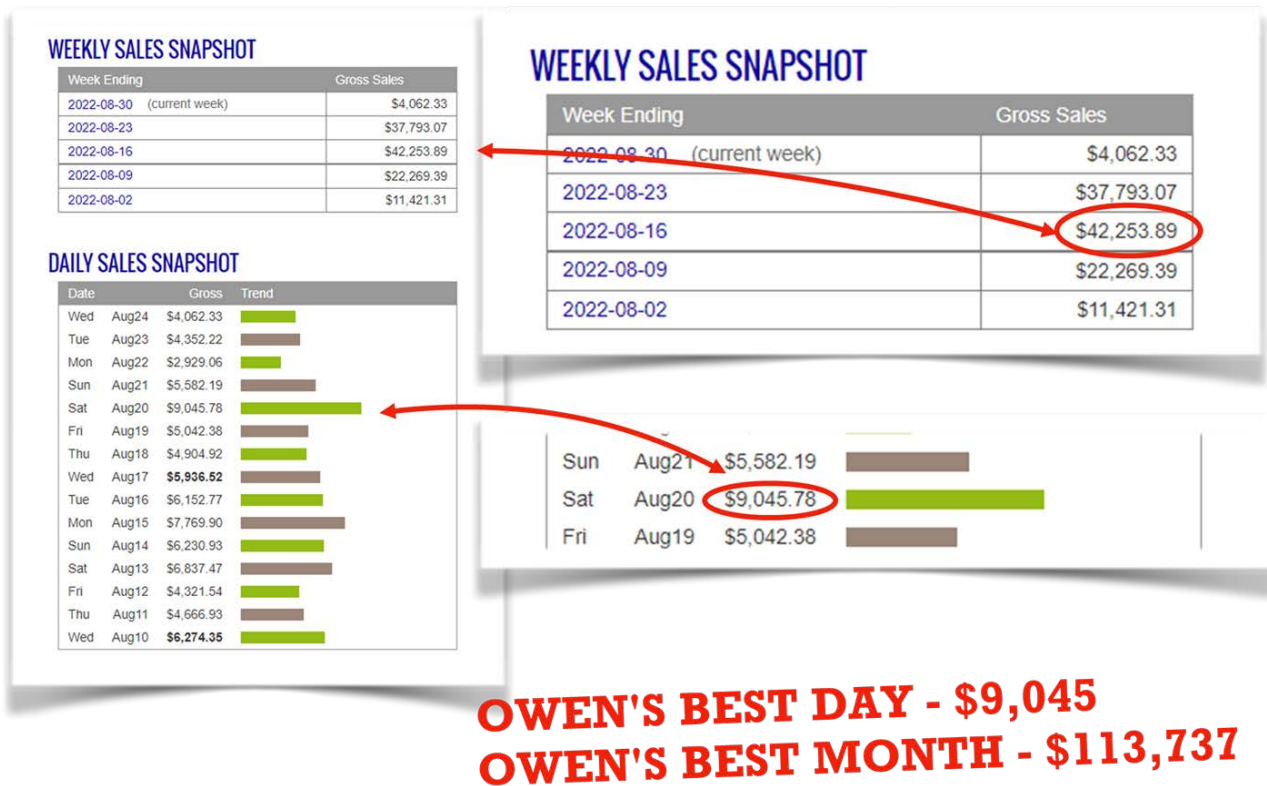 WEEKLY SALES SNAPSHOT
Week Ending Gross Sales
2022-08-30 (current week) $4,062.33
2022-08-23 $37,793.07
2022-08-16 $42,253.89
2022-08-09 $22,269.39
2022-08-02 $11,421.31
DAILY SALES SNAPSHOT
Date Gross Trend
Wed Aug24 $4,062.33
Tue Aug23 $4,352.22
Mon Aug22 $2,929.06
Sun Aug21 $5,582.19
Sat Aug20 $9,045.78
Fri Aug19 $5,042.38
Thu Aug18 $4,904.92
Wed Aug17 $5,936.52
Tue Aug16 $6,152.77
Mon Aug15 $7,769.90
Sun Aug14 $6,230.93
Sat Aug13 $6,837.47
Fri Aug12 $4,321.54
Thu Aug11 $4,666.93
Wed Aug10 $6,274.35
WEEKLY SALES SNAPSHOT
Week Ending Gross Sales
2022-08-30 (current week) $4,062.33
2022-08-23 $37,793.07
2022-08-16 $42,253.89
2022-08-09 $22,269.39
2022-08-02 $11,421.31
Sun Aug21 $5,582.19
Sat Aug20 $9,045.78
Fri Aug19 $5,042.38
OWEN'S BEST DAY - $9,045
OWEN'S BEST MONTH - $113,737